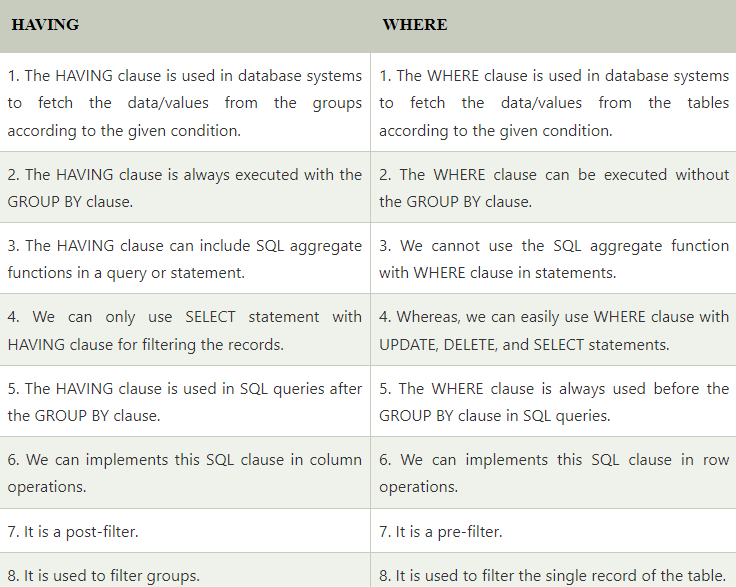 HAVING
WHERE
1. The HAVING clause is used in database systems
to fetch the data/values from the groups
according to the given condition.
1. The WHERE clause is used in database systems
to fetch the data/values from the tables
according to the given condition.
2. The HAVING clause is always executed with the
GROUP BY clause.
2. The WHERE clause can be executed without
the GROUP BY clause.
3. The HAVING clause can include SQL aggregate
functions in a query or statement.
3. We cannot use the SQL aggregate function
with WHERE clause in statements.
4. We can only use SELECT statement with
HAVING clause for filtering the records.
4. Whereas, we can easily use WHERE clause with
UPDATE, DELETE, and SELECT statements.
5. The HAVING clause is used in SQL queries after
the GROUP BY clause.
5. The WHERE clause is always used before the
GROUP BY clause in SQL queries.
6. We can implements this SQL clause in column
operations.
6. We can implements this SQL clause in row
operations.
7. It is a post-filter.
7. It is a pre-filter.
8. It is used to filter groups.
8. It is used to filter the single record of the table.